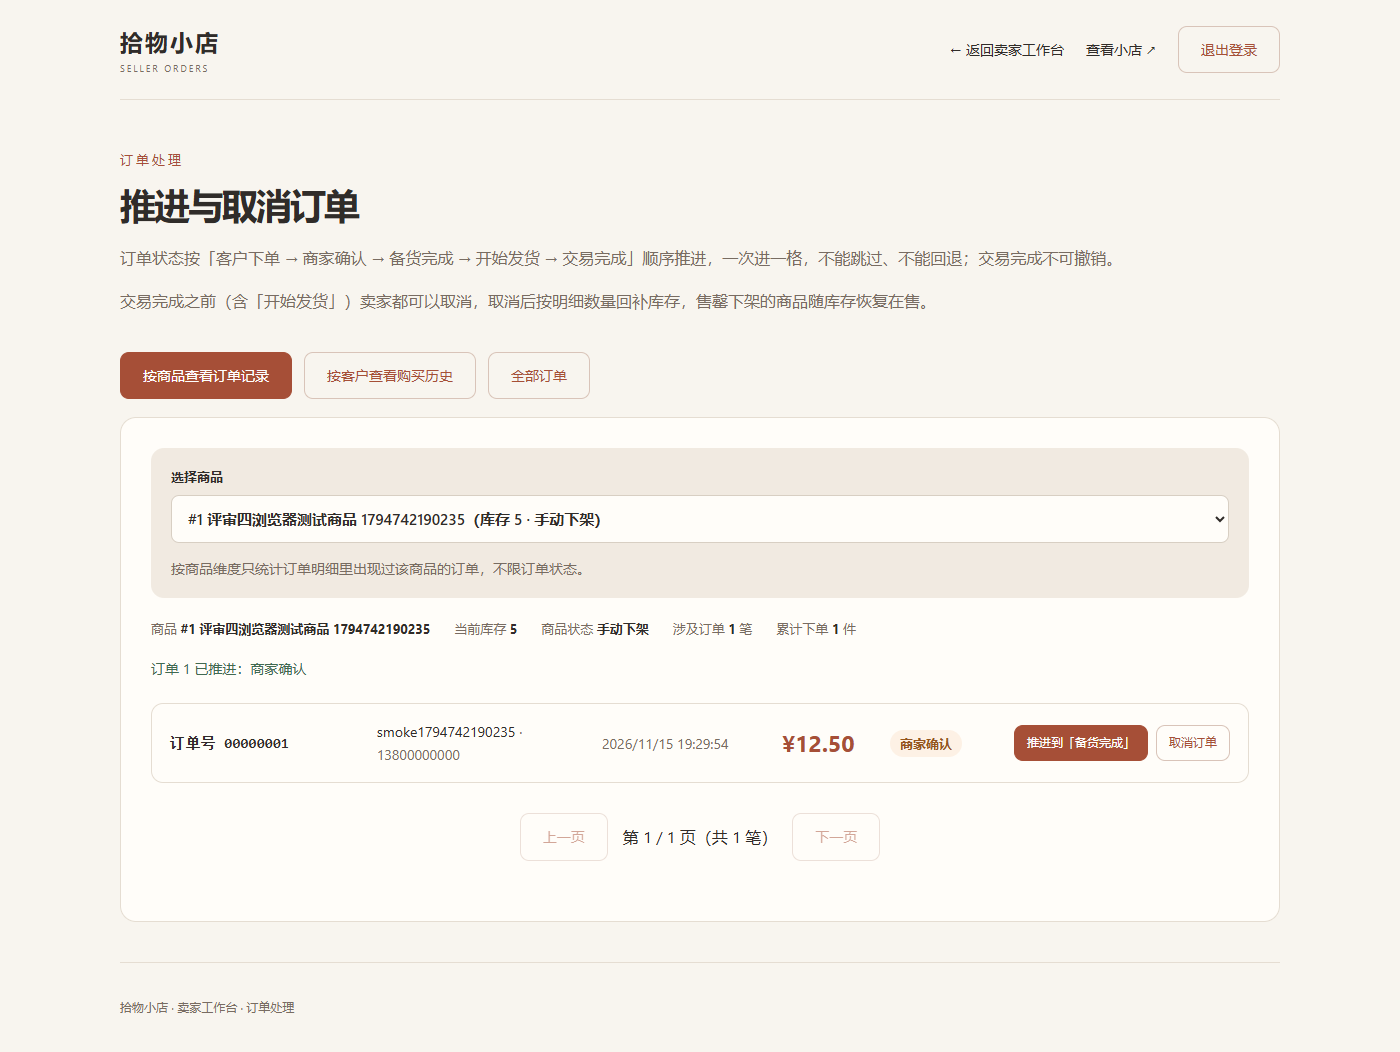 拾物小店
SELLER ORDERS
← 返回卖家工作台
查看小店 ↗
退出登录
订单处理
推进与取消订单
订单状态按「客户下单 → 商家确认 → 备货完成 → 开始发货 → 交易完成」顺序推进，一次进一格，不能跳过、不能回退；交易完成不可撤销。
交易完成之前（含「开始发货」）卖家都可以取消，取消后按明细数量回补库存，售罄下架的商品随库存恢复在售。
按商品查看订单记录
按客户查看购买历史
全部订单
选择商品
#1 评审四浏览器测试商品 1794742190235（库存 5 · 手动下架）
按商品维度只统计订单明细里出现过该商品的订单，不限订单状态。
商品 #1 评审四浏览器测试商品 1794742190235 当前库存 5 商品状态 手动下架 涉及订单 1 笔 累计下单 1 件
订单 1 已推进：商家确认
订单号 00000001
smoke1794742190235 ·
13800000000
2026/11/15 19:29:54
¥12.50
商家确认
推进到「备货完成」
取消订单
上一页
第 1 / 1 页（共 1 笔）
下一页
拾物小店 · 卖家工作台 · 订单处理